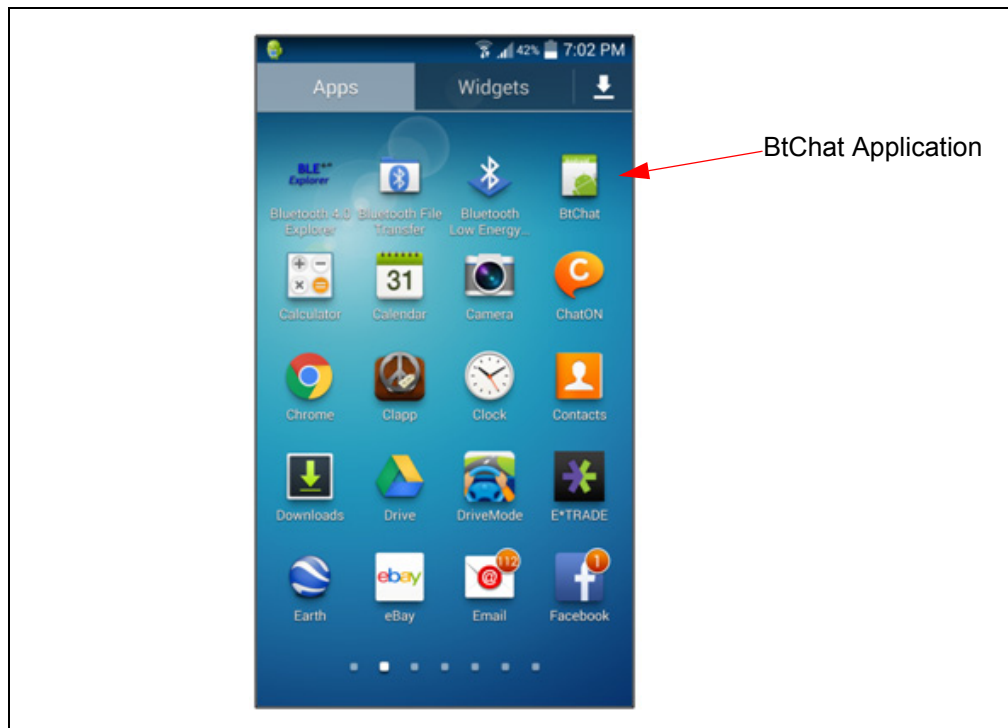 42% 7:02 PM
Apps Widgets
BtChat Application
BLE
Explorer
Bluetooth 4.0 Explorer
Bluetooth File Transfer
Bluetooth Low Energy...
BtChat
31
Calculator
Calendar
Camera
ChatON
Chrome
Clapp
Clock
Contacts
Downloads
Drive
DriveMode
E*TRADE
ebay
@
112
f
1
Earth
eBay
Email
Facebook